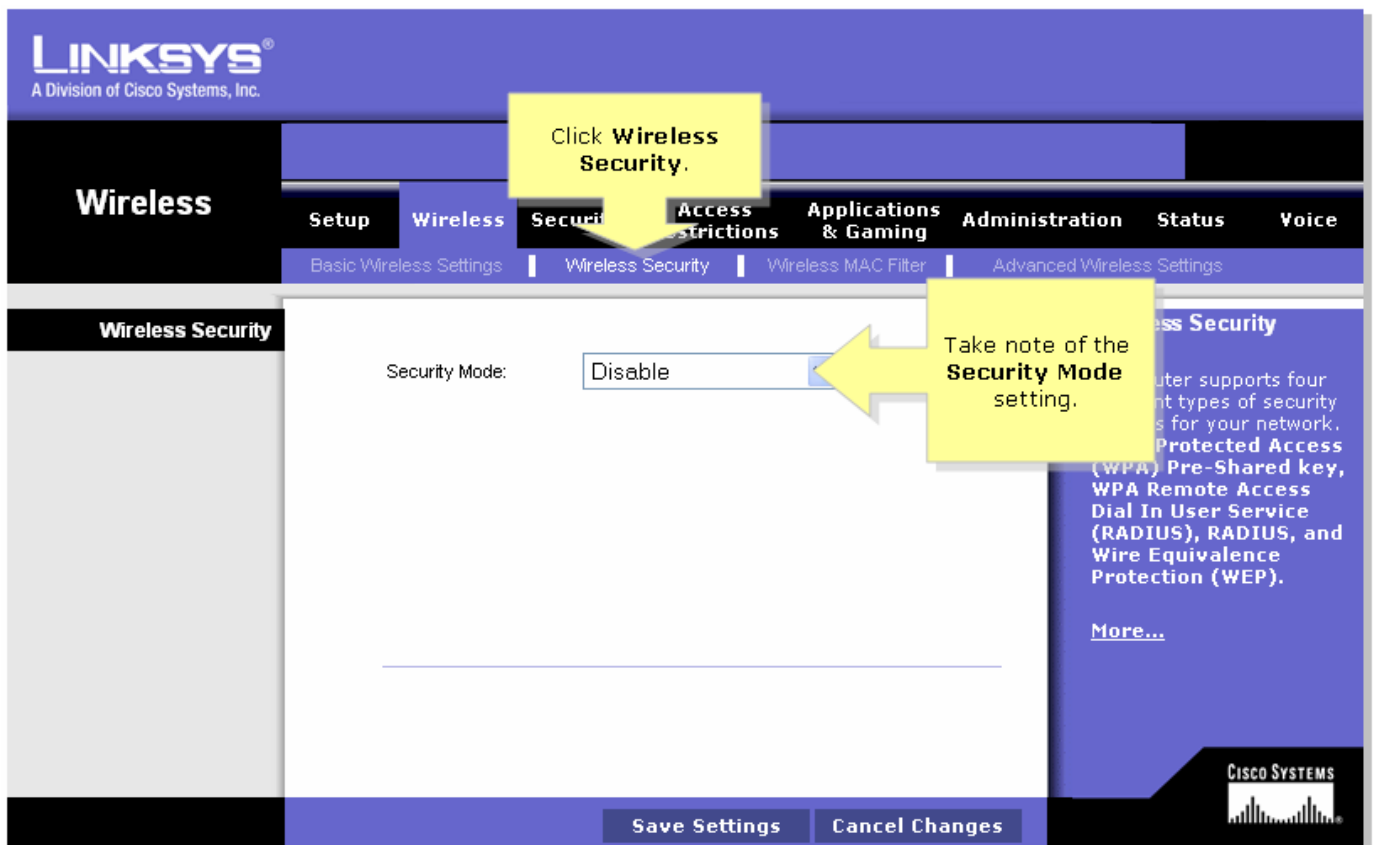 LINKSYS®
A Division of Cisco Systems, Inc.
Click Wireless
Security.
Wireless
Setup
Wireless
Access
Applications
& Gaming
Administration
Status
Voice
Basic Wireless Settings
Wireless Security
Wireless MAC Filter
Advanced Wireless Settings
Wireless Security
Security Mode:
Disable
Take note of the
Security Mode
setting.
Security
supports four
types of security
for your network.
Protected Access
(WPA) Pre-Shared key,
WPA Remote Access
Dial In User Service
(RADIUS), RADIUS, and
Wire Equivalence
Protection (WEP).
More...
CISCO SYSTEMS
Save Settings
Cancel Changes